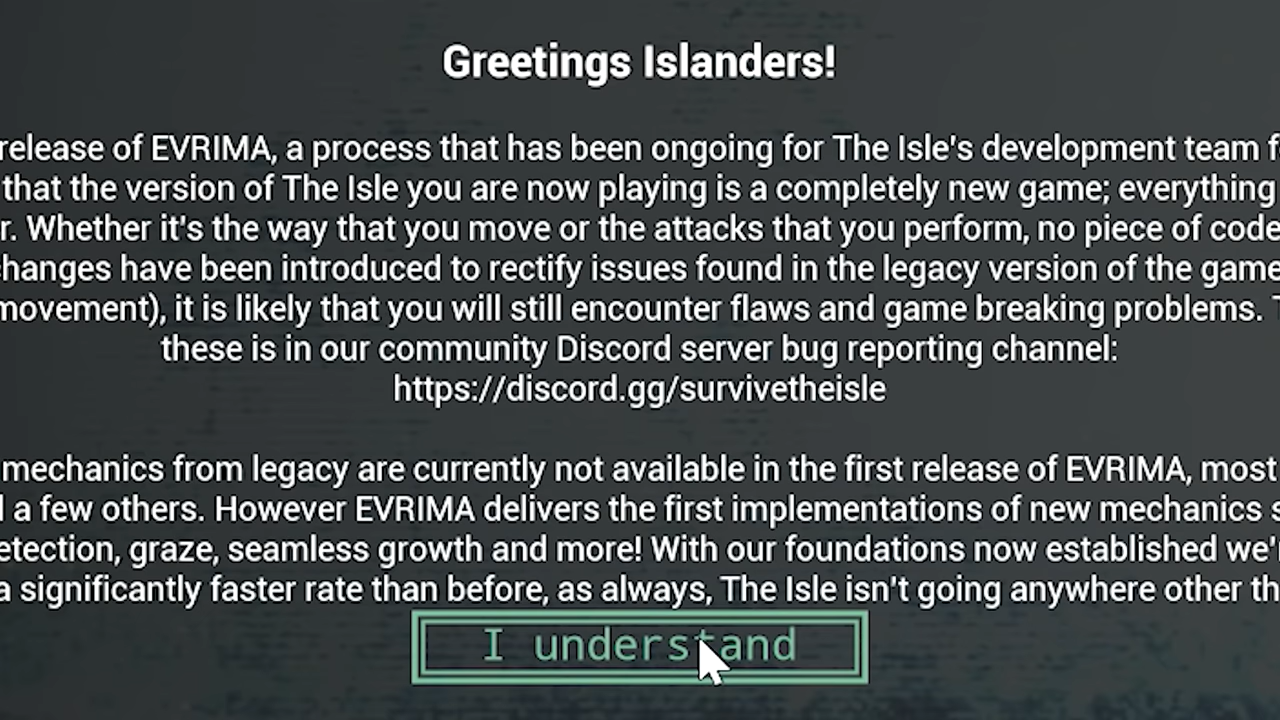 Greetings Islanders!
release of EVRIMA, a process that has been ongoing for The Isle's development team f
that the version of The Isle you are now playing is a completely new game; everything
r. Whether it's the way that you move or the attacks that you perform, no piece of code
changes have been introduced to rectify issues found in the legacy version of the game
movement), it is likely that you will still encounter flaws and game breaking problems. T
these is in our community Discord server bug reporting channel:
https://discord.gg/survivetheisle
mechanics from legacy are currently not available in the first release of EVRIMA, most
a few others. However EVRIMA delivers the first implementations of new mechanics s
etection, graze, seamless growth and more! With our foundations now established we'
a significantly faster rate than before, as always, The Isle isn't going anywhere other th
I understand